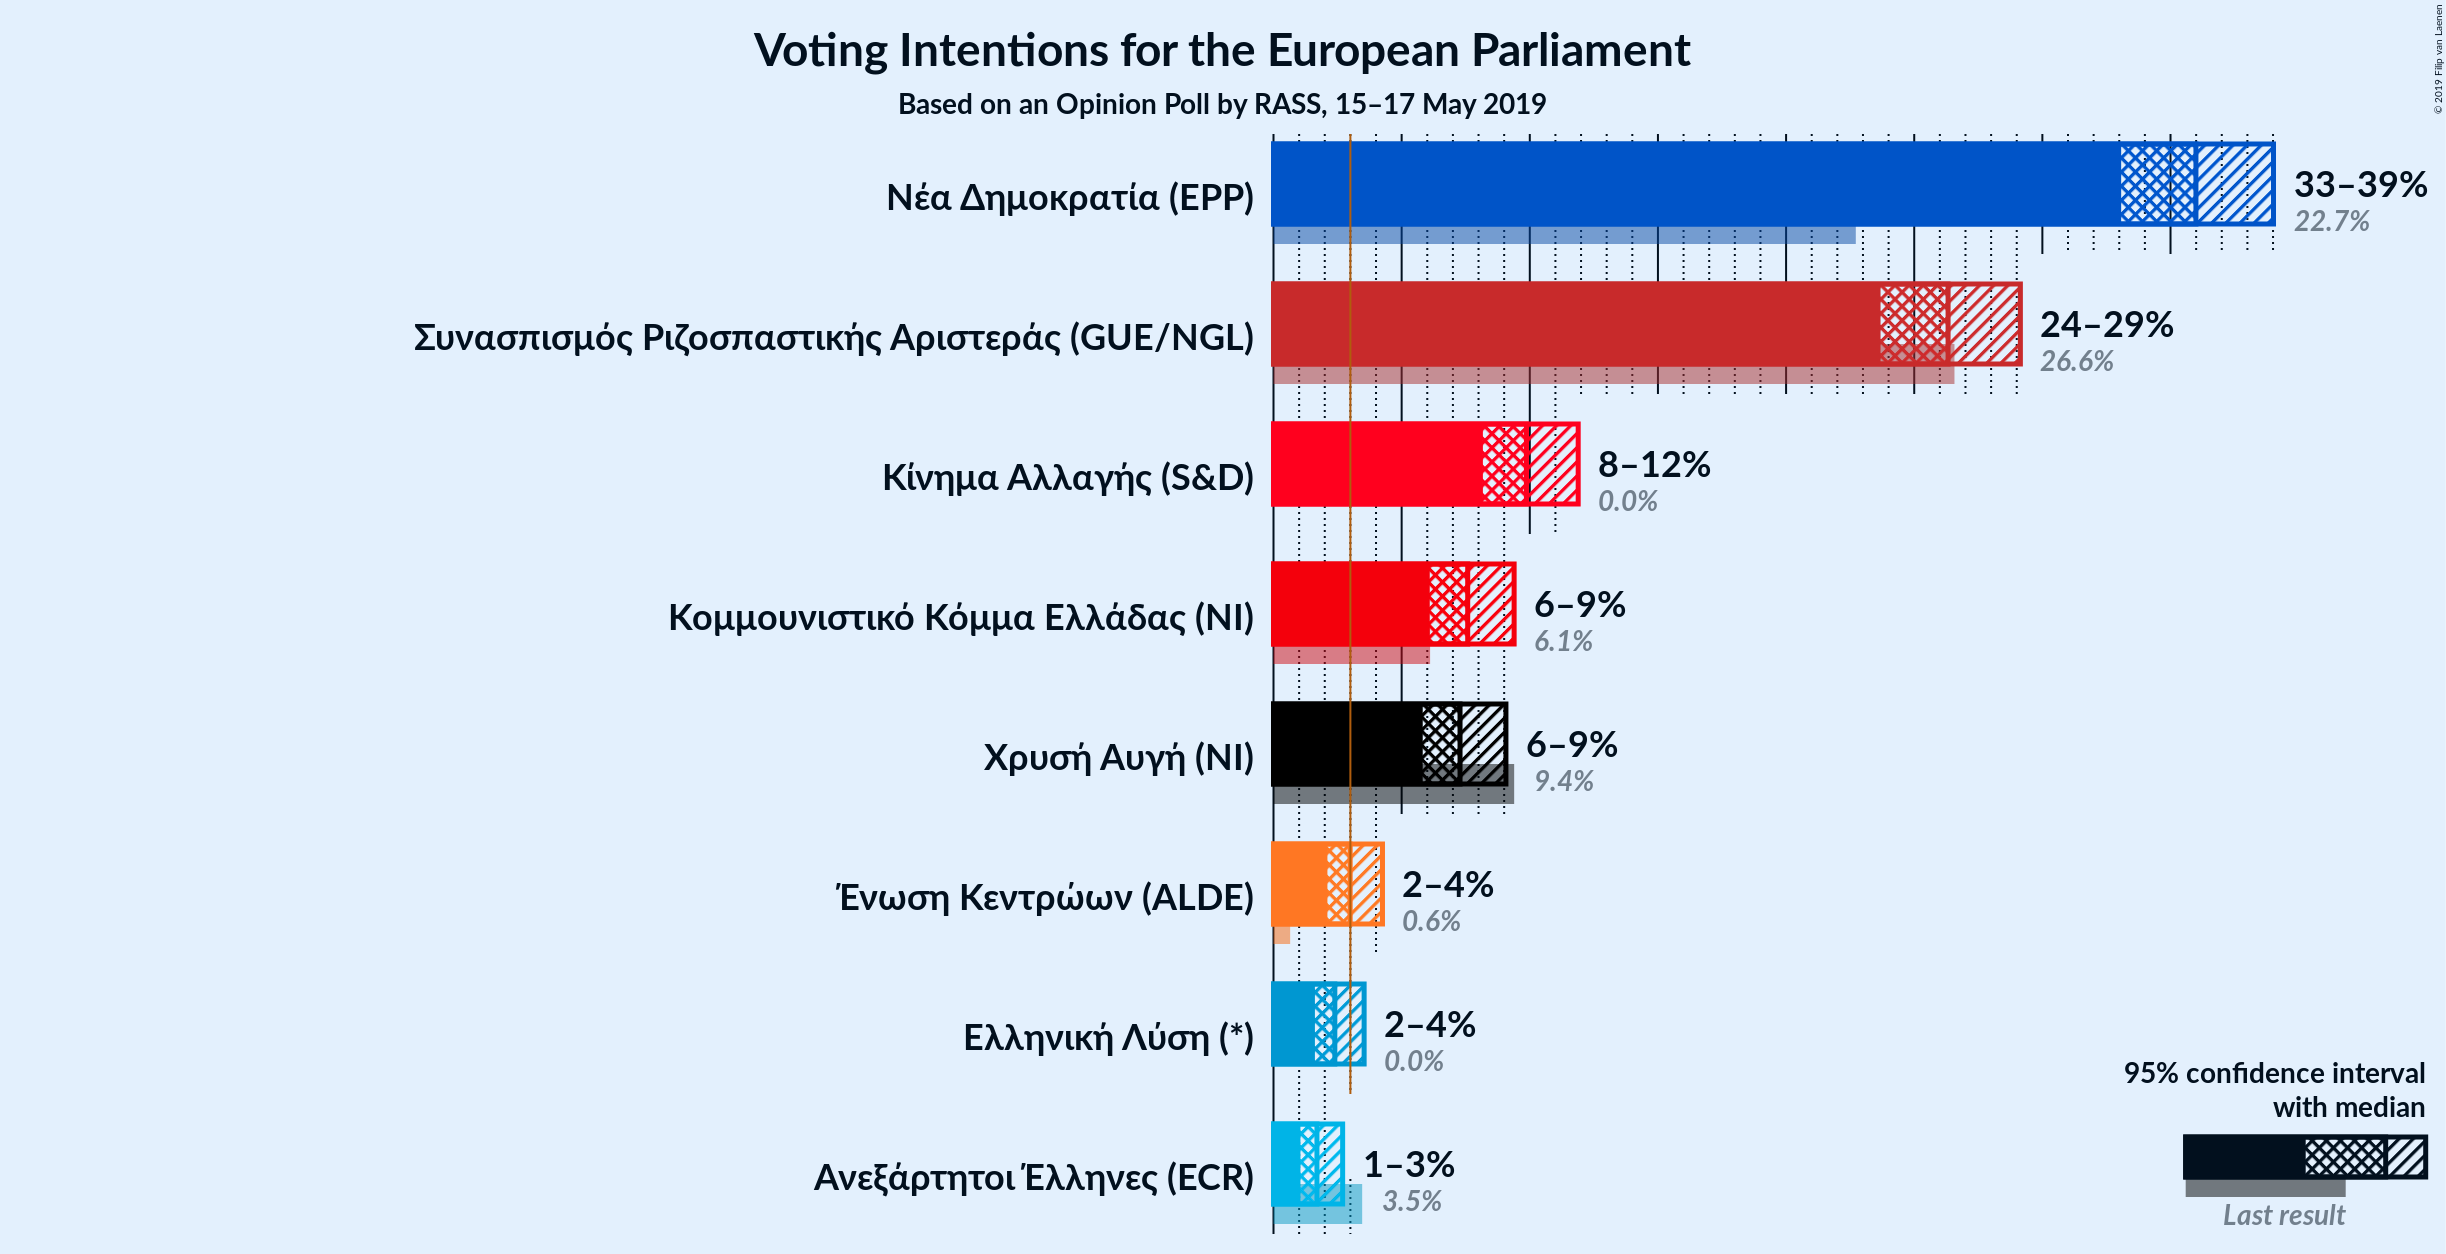 Voting Intentions for the European Parliament
Based on an Opinion Poll by RASS, 15–17 May 2019
© 2019 Filip van Laenen
Νέα Δημοκρατία (EPP)
33–39%
22.7%
Συνασπισμός Ριζοσπαστικής Αριστεράς (GUE/NGL)
24–29%
26.6%
Κίνημα Αλλαγής (S&D)
8–12%
0.0%
Κομμουνιστικό Κόμμα Ελλάδας (NI)
6–9%
6.1%
Χρυσή Αυγή (NI)
6–9%
9.4%
Ένωση Κεντρώων (ALDE)
2–4%
0.6%
Ελληνική Λύση (*)
2–4%
0.0%
Ανεξάρτητοι Έλληνες (ECR)
1–3%
3.5%
95% confidence interval
with median
Last result